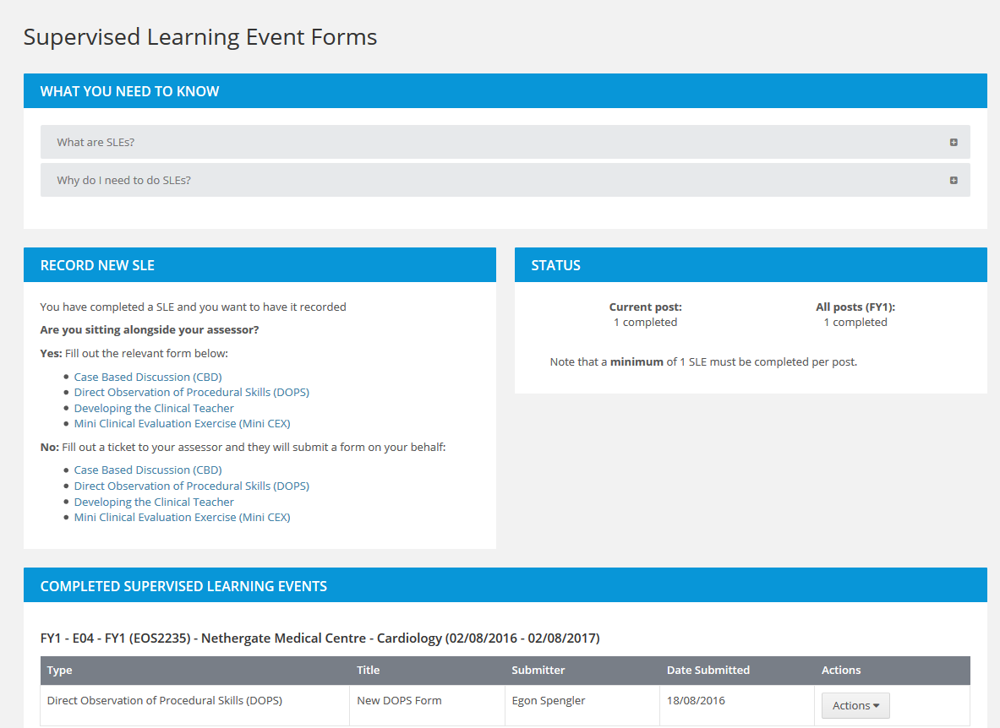 Supervised Learning Event Forms
WHAT YOU NEED TO KNOW
What are SLEs?
Why do I need to do SLEs?
RECORD NEW SLE
You have completed a SLE and you want to have it recorded
Are you sitting alongside your assessor?
Yes: Fill out the relevant form below:
Case Based Discussion (CBD)
Direct Observation of Procedural Skills (DOPS)
Developing the Clinical Teacher
Mini Clinical Evaluation Exercise (Mini CEX)
No: Fill out a ticket to your assessor and they will submit a form on your behalf:
Case Based Discussion (CBD)
Direct Observation of Procedural Skills (DOPS)
Developing the Clinical Teacher
Mini Clinical Evaluation Exercise (Mini CEX)
STATUS
Current post: All posts (FY1):
1 completed 1 completed
Note that a minimum of 1 SLE must be completed per post.
COMPLETED SUPERVISED LEARNING EVENTS
FY1 - E04 - FY1 (EOS2235) - Nethergate Medical Centre - Cardiology (02/08/2016 - 02/08/2017)
Type Title Submitter Date Submitted Actions
Direct Observation of Procedural Skills (DOPS) New DOPS Form Egon Spengler 18/08/2016 Actions